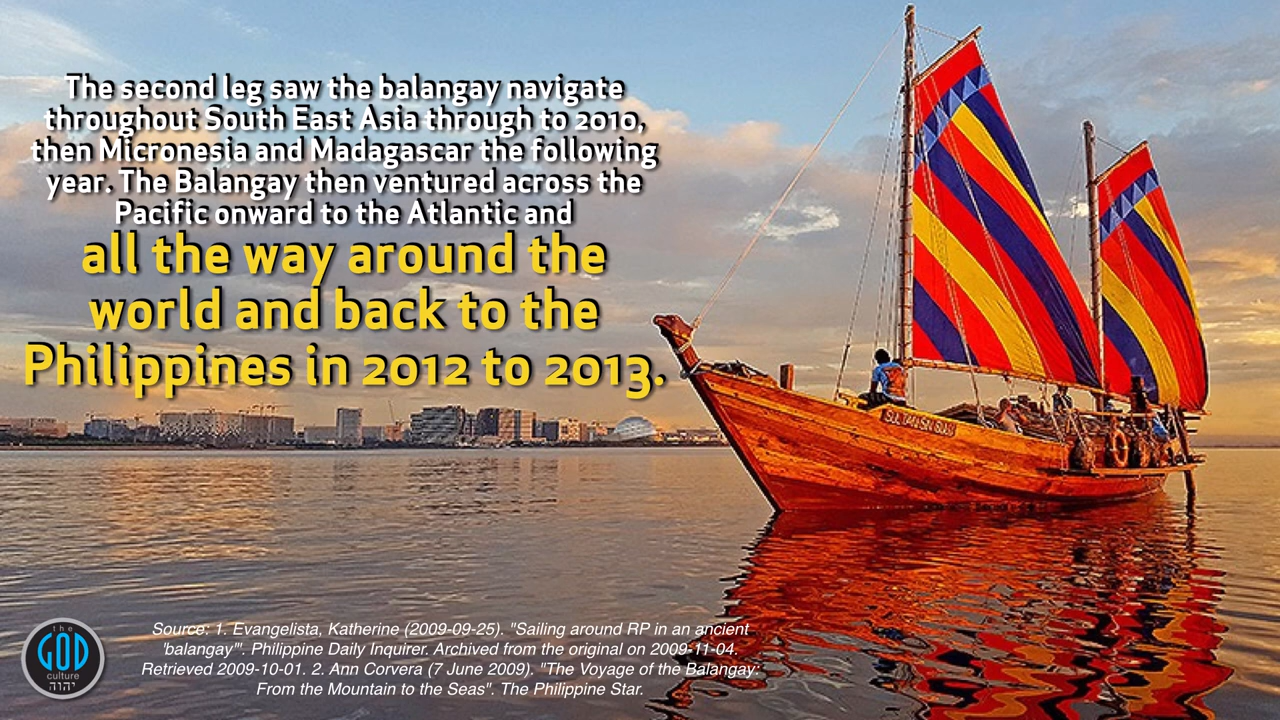 The second leg saw the balangay navigate
throughout South East Asia through to 2010,
then Micronesia and Madagascar the following
year. The Balangay then ventured across the
Pacific onward to the Atlantic and
all the way around the
world and back to the
Philippines in 2012 to 2013.
Source: 1. Evangelista, Katherine (2009-09-25). "Sailing around RP in an ancient
'balangay'". Philippine Daily Inquirer. Archived from the original on 2009-11-04.
Retrieved 2009-10-01. 2. Ann Corvera (7 June 2009). "The Voyage of the Balangay:
From the Mountain to the Seas". The Philippine Star.
the
GOD
culture
יהוה